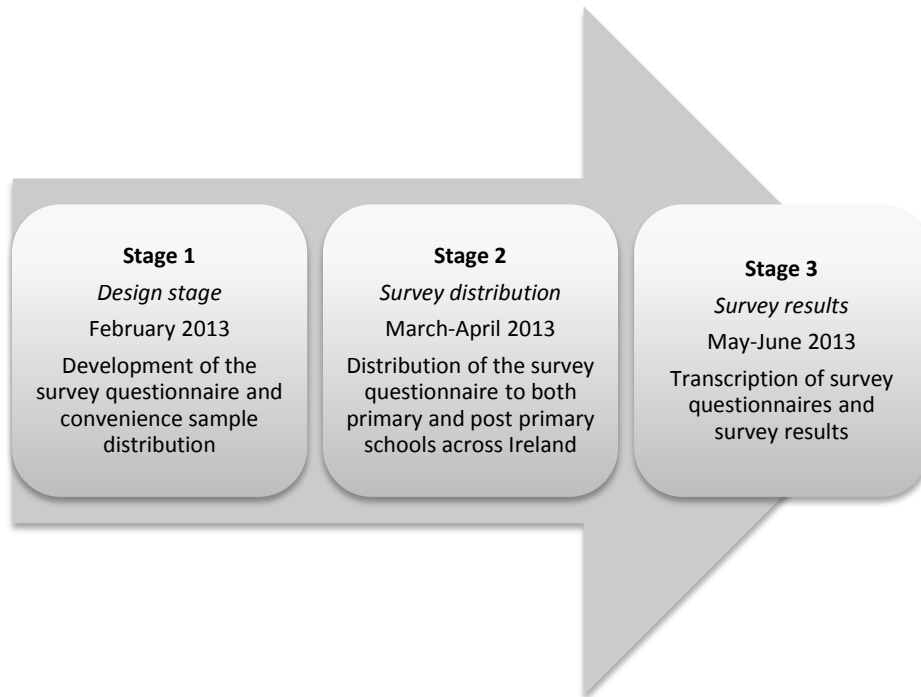 Stage 1
Design stage
February 2013
Development of the
survey questionnaire and
convenience sample
distribution
Stage 2
Survey distribution
March-April 2013
Distribution of the survey
questionnaire to both
primary and post primary
schools across Ireland
Stage 3
Survey results
May-June 2013
Transcription of survey
questionnaires and
survey results